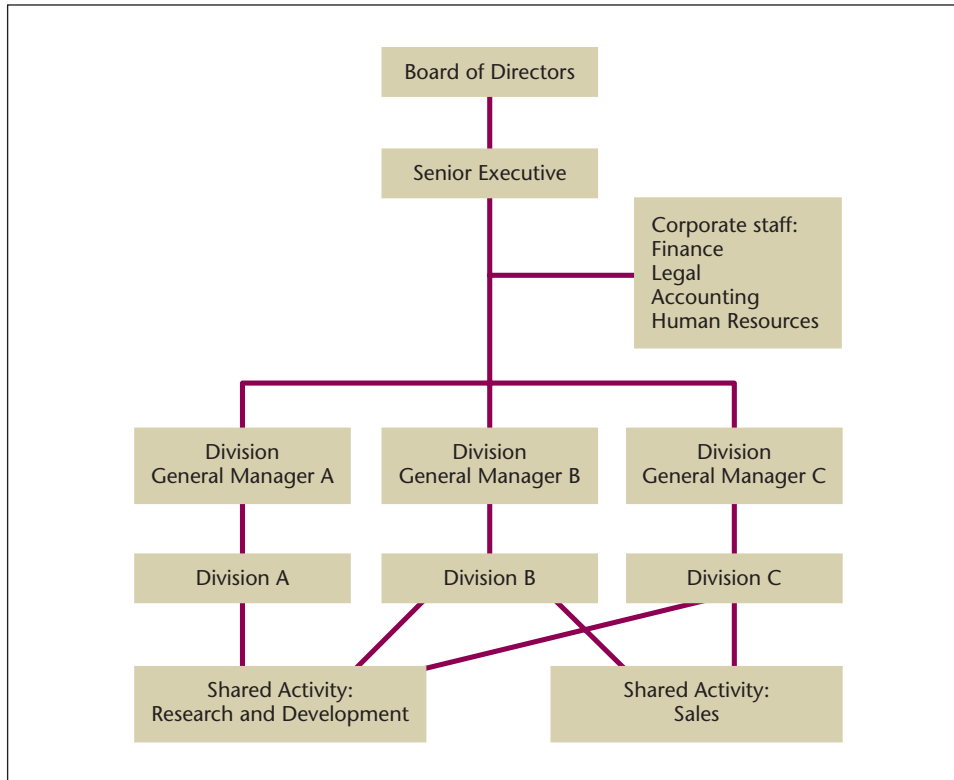 Board of Directors
Senior Executive
Corporate staff:
Finance
Legal
Accounting
Human Resources
Division
General Manager A
Division
General Manager B
Division
General Manager C
Division A
Division B
Division C
Shared Activity:
Research and Development
Shared Activity:
Sales